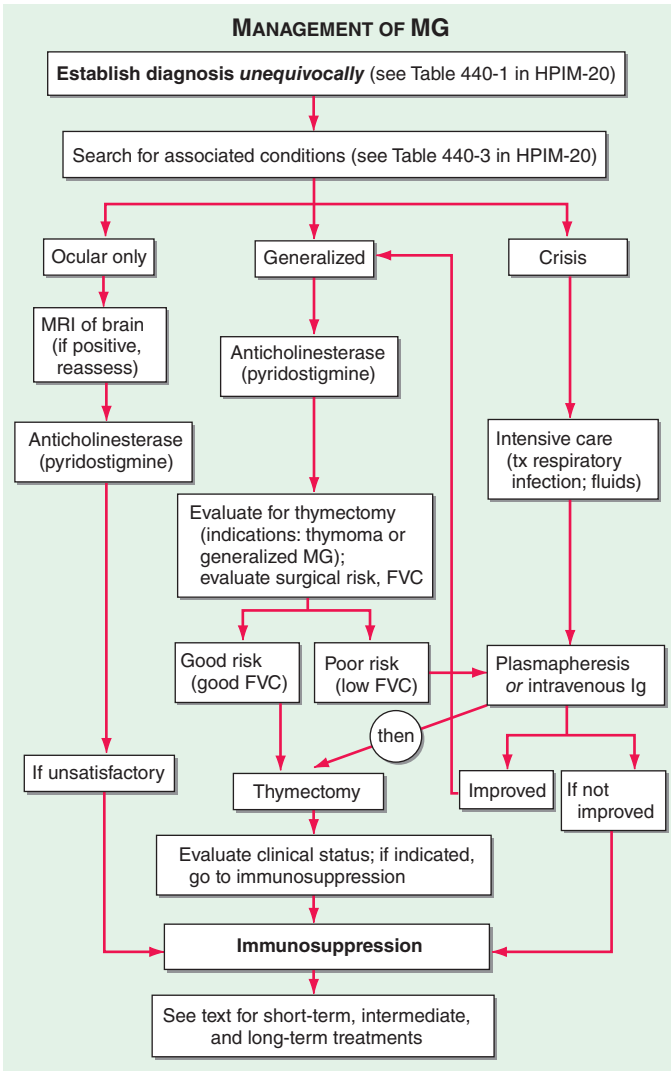 MANAGEMENT OF MG
Establish diagnosis unequivocally (see Table 440-1 in HPIM-20)
Search for associated conditions (see Table 440-3 in HPIM-20)
Ocular only
Generalized
Crisis
MRI of brain
(if positive,
reassess)
Anticholinesterase
(pyridostigmine)
Anticholinesterase
(pyridostigmine)
Intensive care
(tx respiratory
infection; fluids)
Evaluate for thymectomy
(indications: thymoma or
generalized MG);
evaluate surgical risk, FVC
Good risk
(good FVC)
Poor risk
(low FVC)
Plasmapheresis
or intravenous Ig
then
If unsatisfactory
Thymectomy
Improved
If not
improved
Evaluate clinical status; if indicated,
go to immunosuppression
Immunosuppression
See text for short-term, intermediate,
and long-term treatments